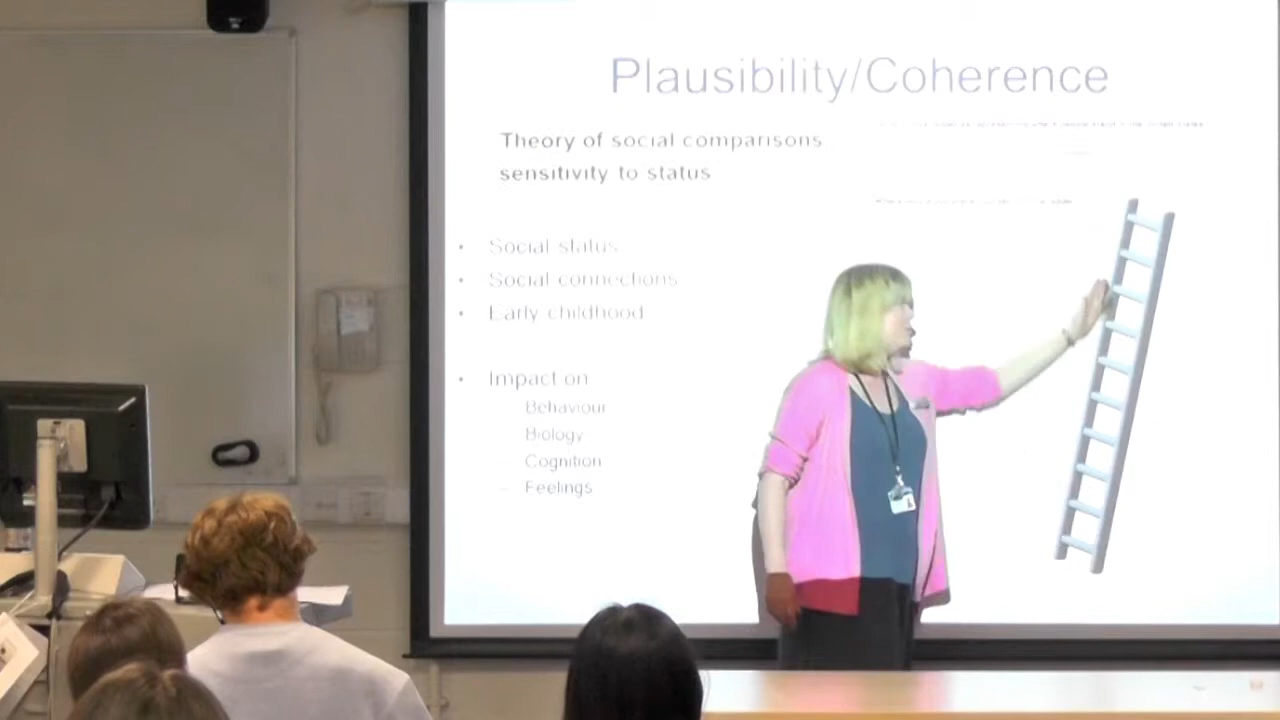 Plausibility/Coherence
Theory of social comparisons
sensitivity to status
• Social status
• Social connections
• Early childhood
• Impact on
Behaviour
Biology
Cognition
– Feelings